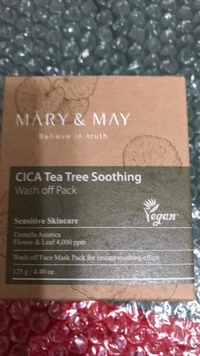 MARY & MAY
Believe in truth.
CICA Tea Tree Soothing
Wash off Pack
Vegan
Sensitive Skincare
Centella Asiatica
Flower & Leaf 4,000 ppm
Wash off Face Mask Pack for instant soothing effect
125 g / 4.40 oz